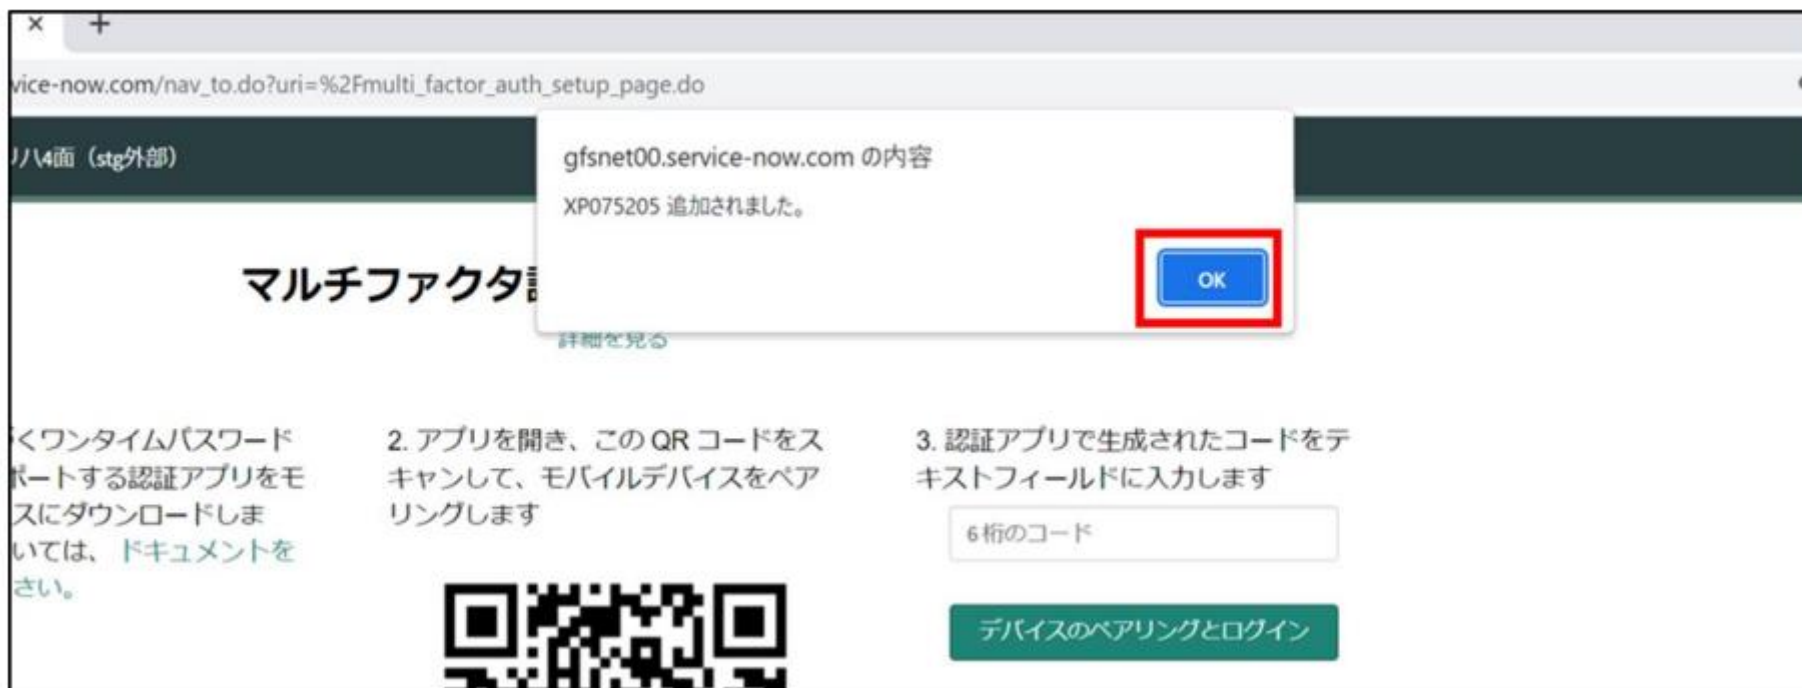 × +
vice-now.com/nav_to.do?uri=%2Fmulti_factor_auth_setup_page.do
リハ4面（stg外部）
gfsnet00.service-now.com の内容
XP075205 追加されました。
OK
マルチファクタ
詳細を見る
くワンタイムパスワード
ポートする認証アプリをモ
スにダウンロードしま
いては、 ドキュメントを
さい。
2. アプリを開き、この QR コードをス
キャンして、モバイルデバイスをペア
リングします
3. 認証アプリで生成されたコードをテ
キストフィールドに入力します
6 桁のコード
デバイスのペアリングとログイン